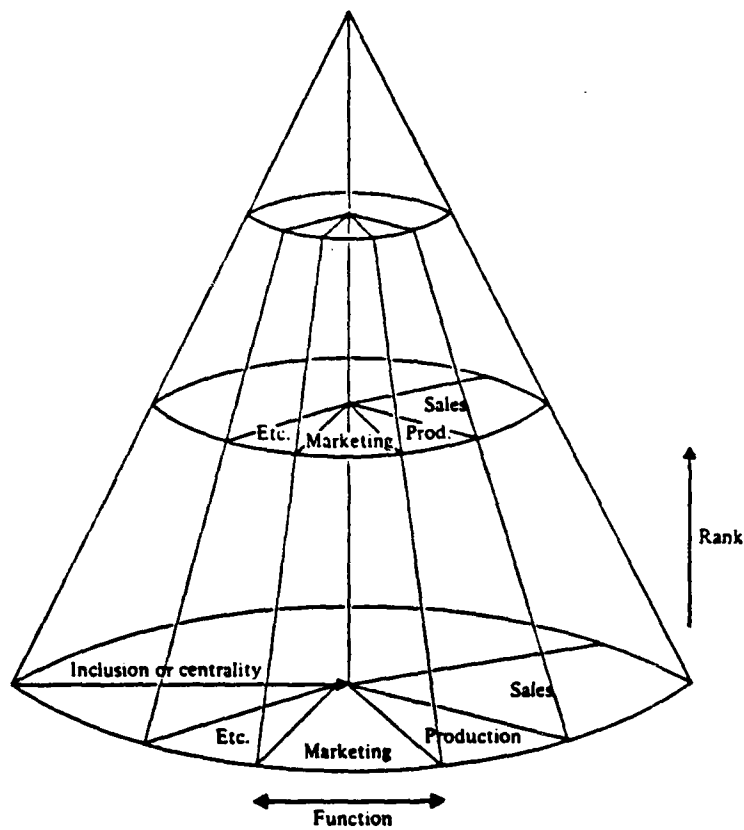 Sales
Etc.
Marketing
Prod.
Rank
Inclusion or centrality
Sales
Etc.
Production
Marketing
Function